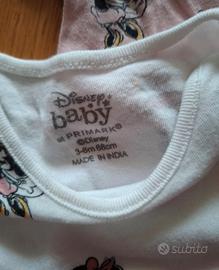 Disney
baby
at PRIMARK®
©Disney
3-6m 68cm
MADE IN INDIA
subito